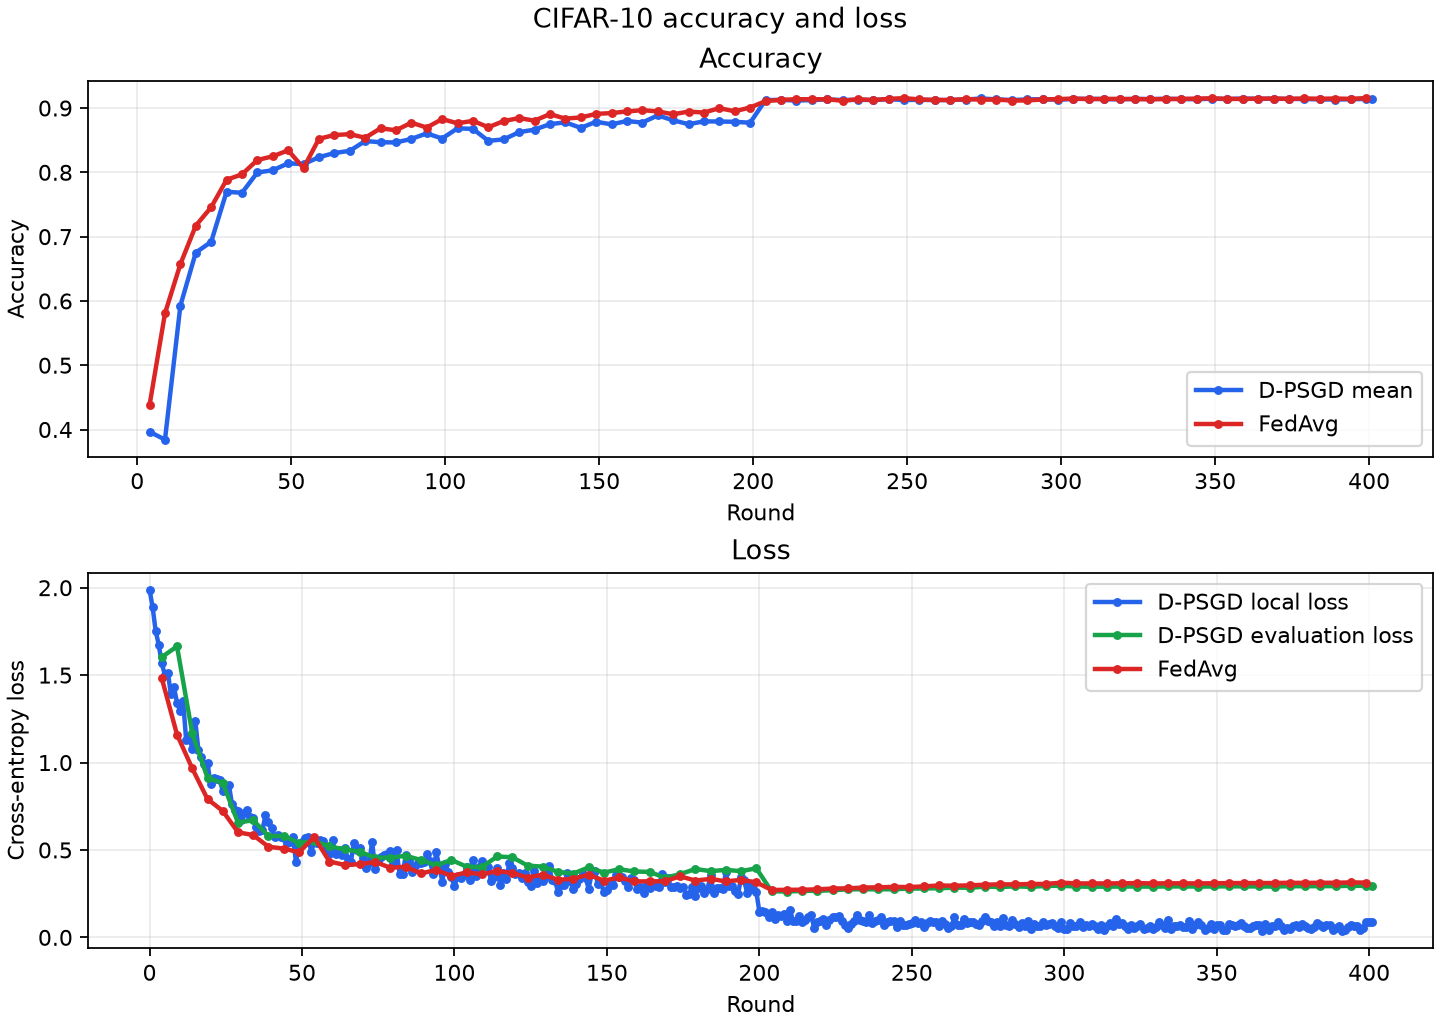 CIFAR-10 accuracy and loss
Accuracy
Accuracy
0.9
0.8
0.7
0.6
0.5
0.4
D-PSGD mean
FedAvg
0 50 100 150 200 250 300 350 400
Round
Loss
Cross-entropy loss
2.0
1.5
1.0
0.5
0.0
D-PSGD local loss
D-PSGD evaluation loss
FedAvg
0 50 100 150 200 250 300 350 400
Round